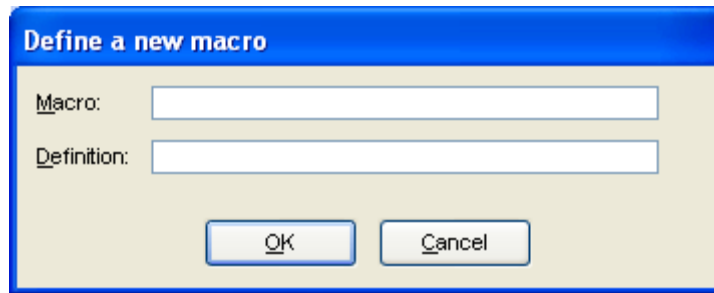 Define a new macro
Macro:
Definition:
OK
Cancel